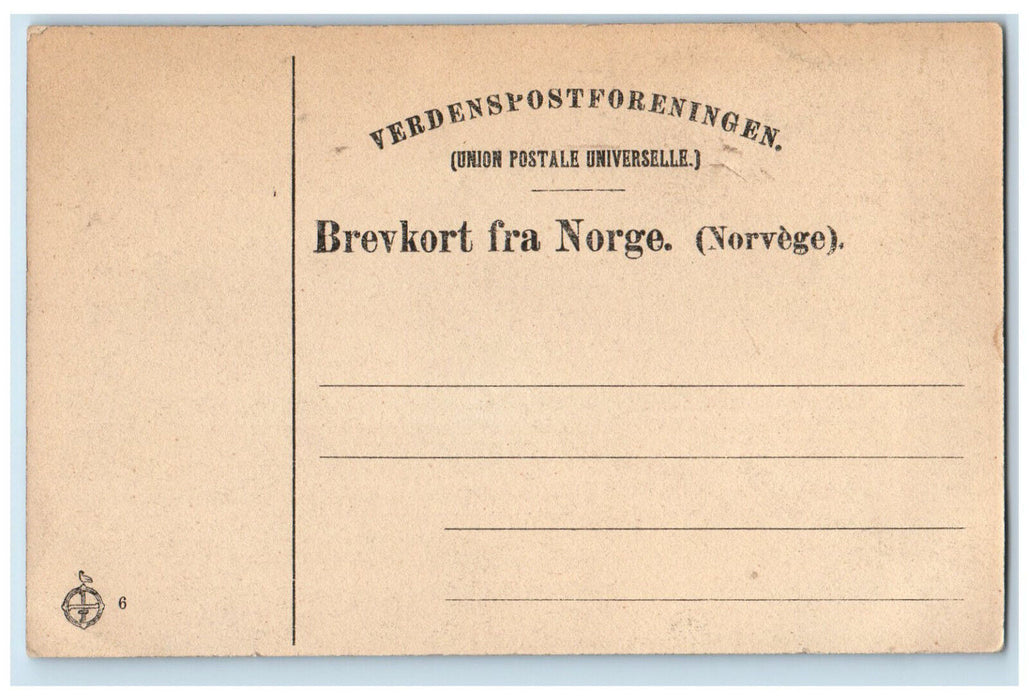 VERDENSPOSTFORENINGEN.
(UNION POSTALE UNIVERSELLE.)
Brevkort fra Norge. (Norvège).
6